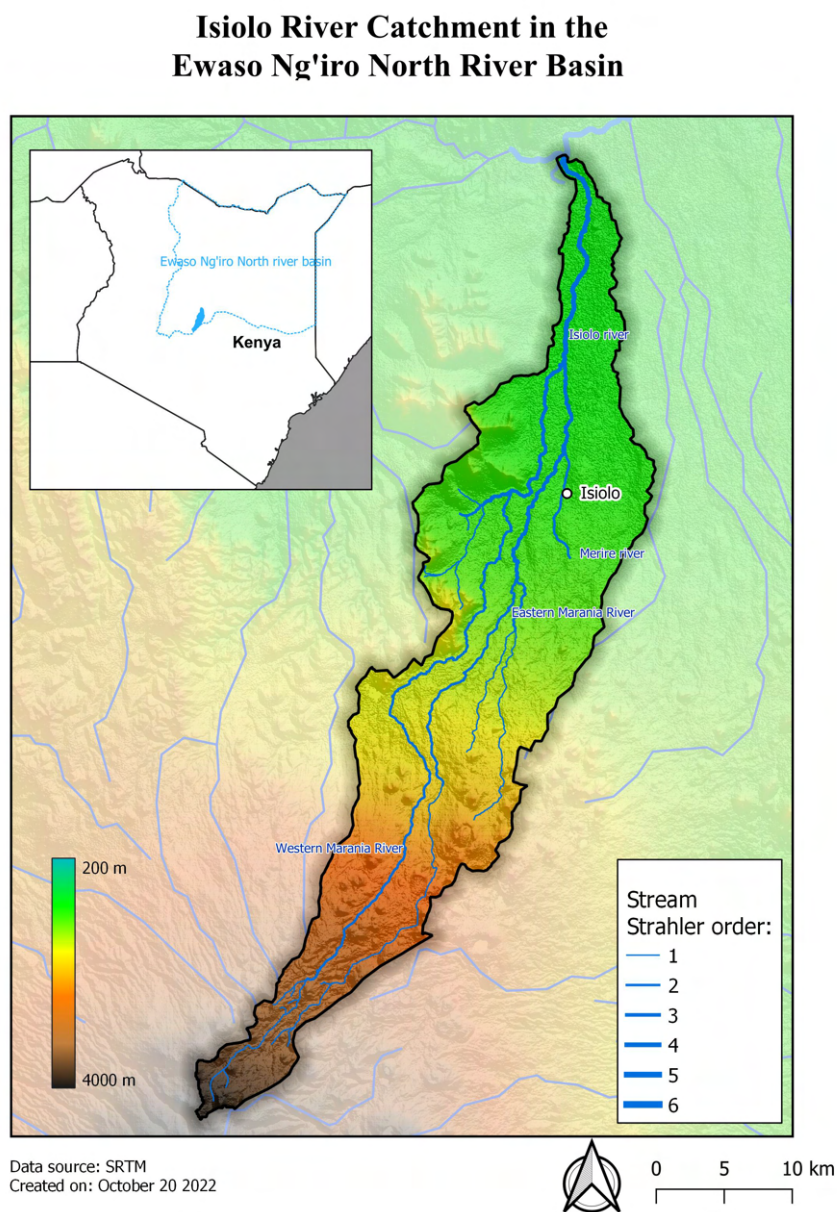 Isiolo River Catchment in the
Ewaso Ng'iro North River Basin
Ewaso Ng'iro North river basin
Kenya
Isiolo river
Isiolo
Merire river
Eastern Marania River
Western Marania River
200 m
4000 m
Stream
Strahler order:
1
2
3
4
5
6
Data source: SRTM
Created on: October 20 2022
0 5 10 km